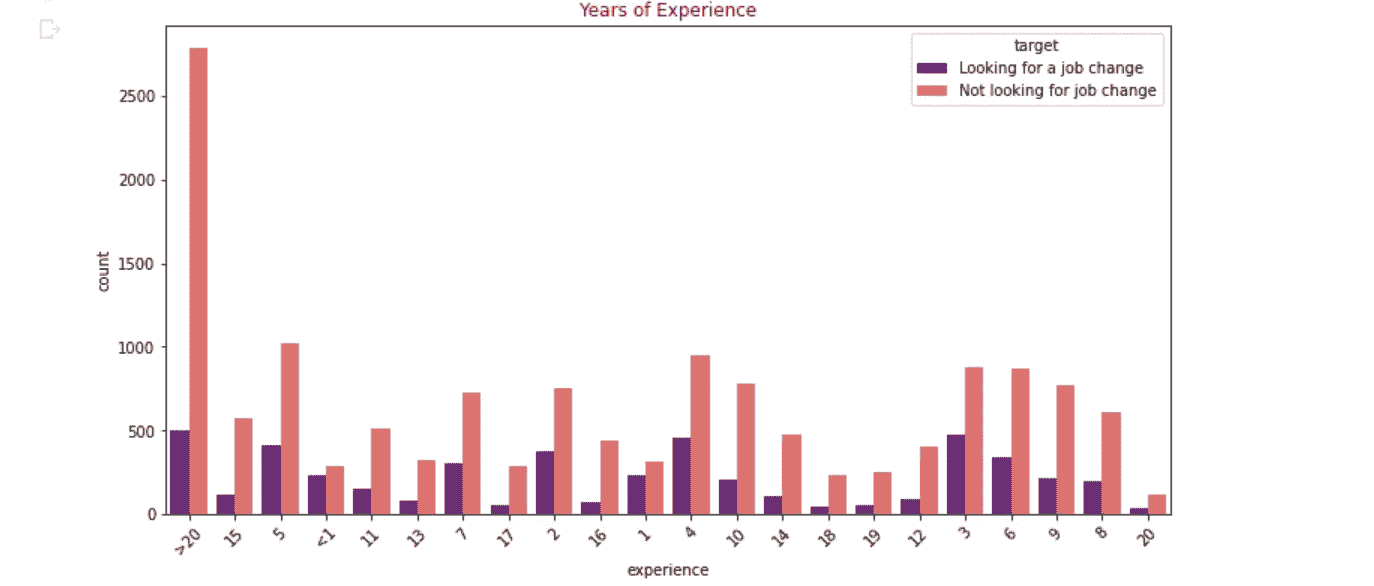 Years of Experience
target
Looking for a job change
Not looking for job change
2500
2000
1500
1000
500
0
count
>20 15 5 <1 11 13 7 17 2 16 1 4 10 14 18 19 12 3 6 9 8 20
experience